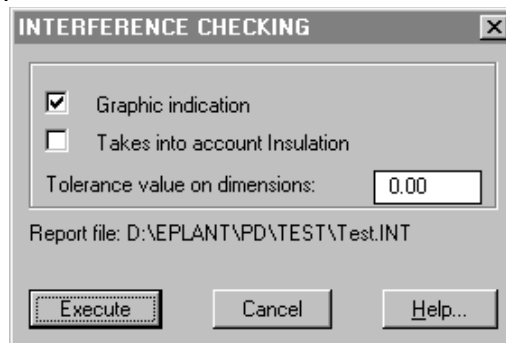 INTERFERENCE CHECKING
Graphic indication
Takes into account Insulation
Tolerance value on dimensions: 0.00
Report file: D:\EPLANT\PD\TEST\Test.INT
Execute Cancel Help...